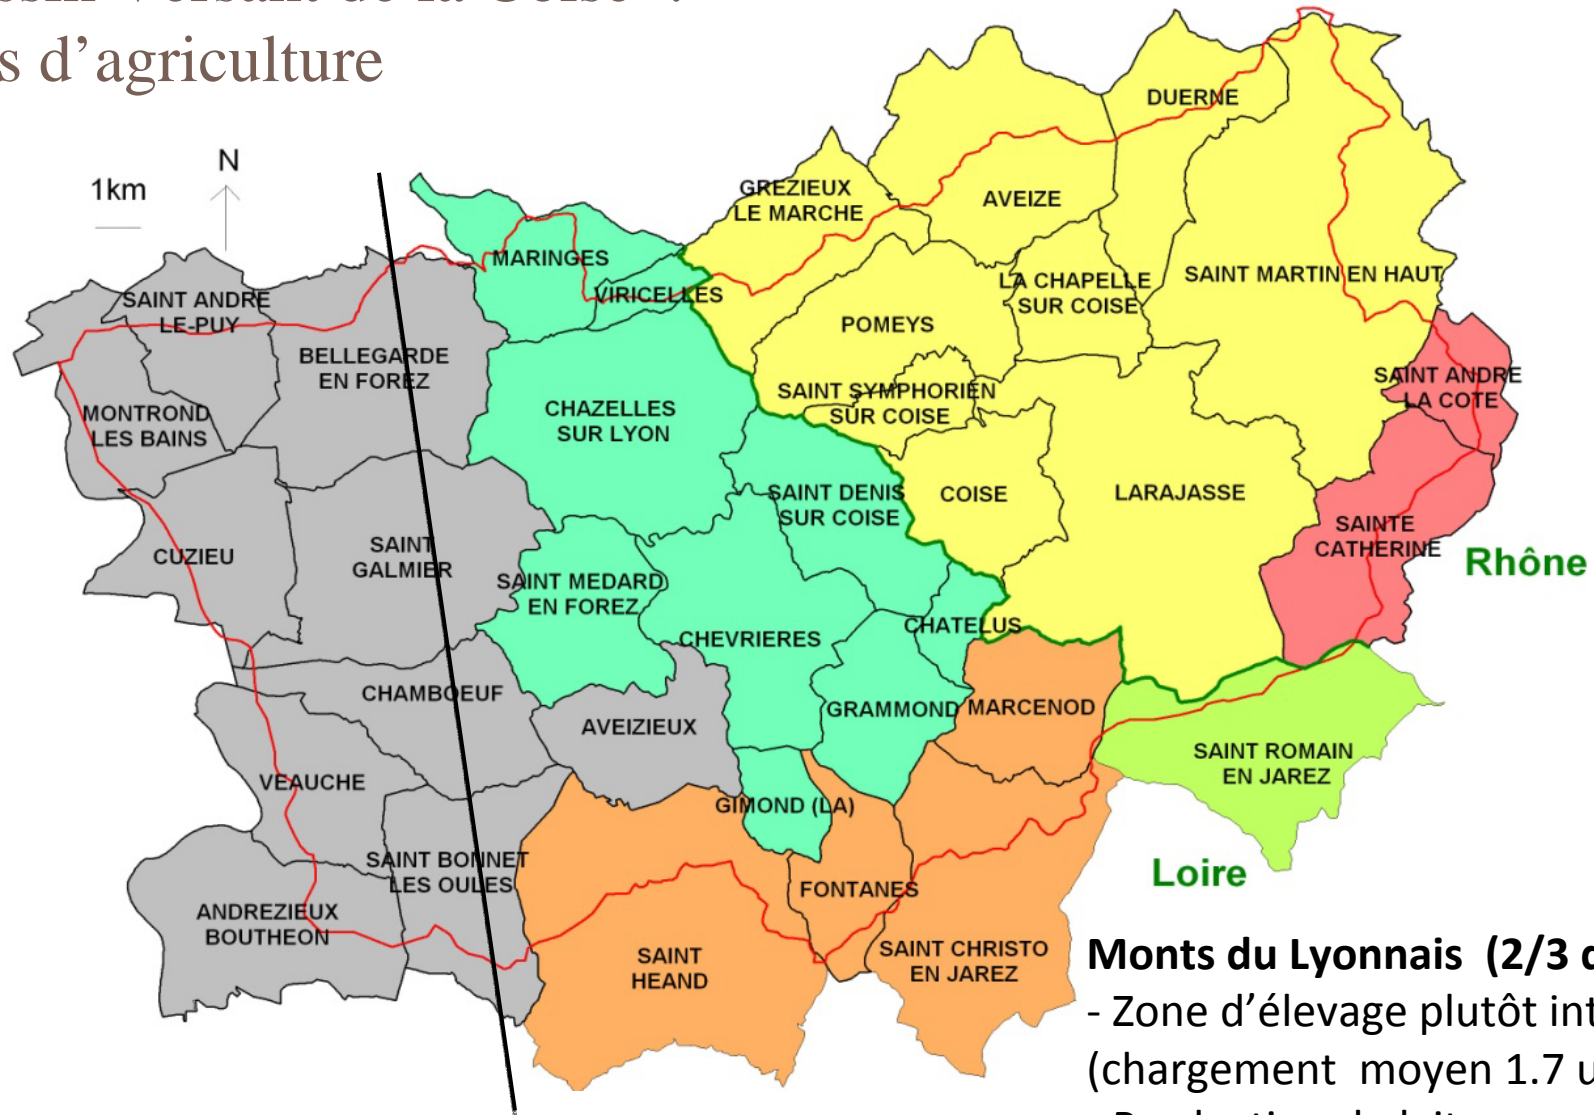 s d’agriculture
N
1km
DUERNE
GREZIEUX
LE MARCHE
AVEIZE
MARINGES
VIRICELLES
LA CHAPELLE
SUR COISE
SAINT MARTIN EN HAUT
SAINT ANDRE
LE-PUY
POMEYS
BELLEGARDE
EN FOREZ
SAINT ANDRE
LA COTE
SAINT SYMPHORIEN
SUR COISE
MONTROND
LES BAINS
CHAZELLES
SUR LYON
SAINT DENIS
SUR COISE
COISE
LARAJASSE
SAINTE
CATHERINE
Rhône
CUZIEU
SAINT
GALMIER
SAINT MEDARD
EN FOREZ
CHEVRIERES
CHATELUS
CHAMBOEUF
AVEIZIEUX
GRAMMOND
MARCENOD
SAINT ROMAIN
EN JAREZ
VEAUCHE
GIMOND (LA)
SAINT BONNET
LES OULES
Loire
FONTANES
ANDREZIEUX
BOUTHEON
SAINT
HEAND
SAINT CHRISTO
EN JAREZ
Monts du Lyonnais (2/3
- Zone d’élevage plutôt
(chargement moyen 1.7